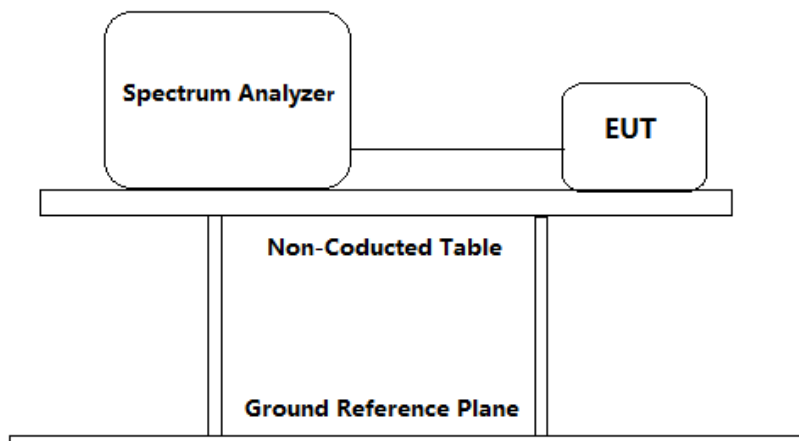 Spectrum Analyzer
EUT
Non-Coducted Table
Ground Reference Plane